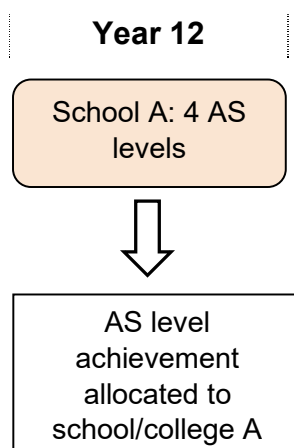 Year 12
School A: 4 AS
levels
AS level
achievement
allocated to
school/college A